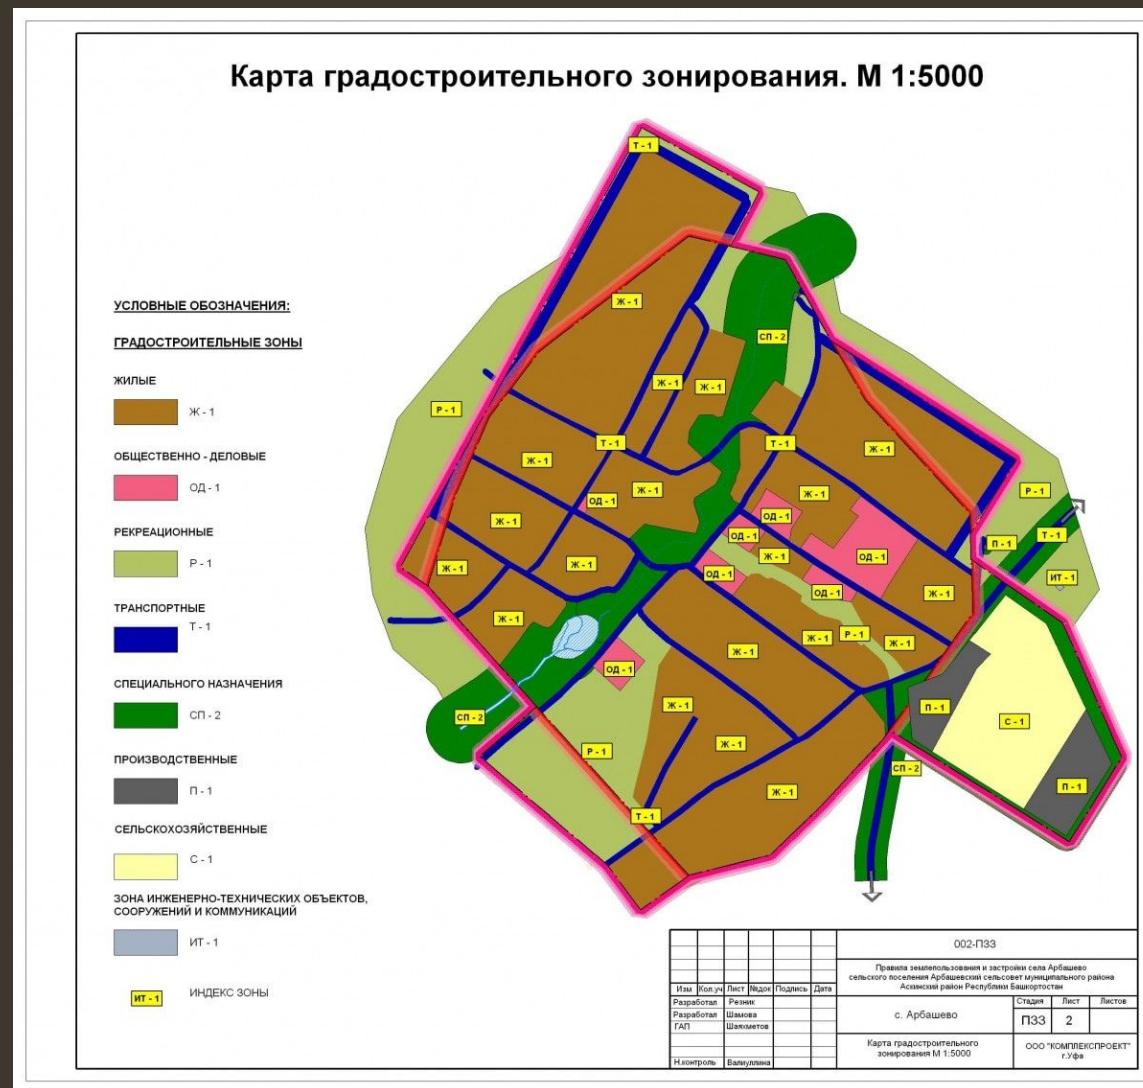 Карта градостроительного зонирования. М 1:5000
УСЛОВНЫЕ ОБОЗНАЧЕНИЯ:
ГРАДОСТРОИТЕЛЬНЫЕ ЗОНЫ
ЖИЛЫЕ
Ж - 1
ОБЩЕСТВЕННО - ДЕЛОВЫЕ
ОД - 1
РЕКРЕАЦИОННЫЕ
Р - 1
ТРАНСПОРТНЫЕ
Т - 1
СПЕЦИАЛЬНОГО НАЗНАЧЕНИЯ
СП - 2
ПРОИЗВОДСТВЕННЫЕ
П - 1
СЕЛЬСКОХОЗЯЙСТВЕННЫЕ
С - 1
ЗОНА ИНЖЕНЕРНО-ТЕХНИЧЕСКИХ ОБЪЕКТОВ,
СООРУЖЕНИЙ И КОММУНИКАЦИЙ
ИТ - 1
ИТ - 1 ИНДЕКС ЗОНЫ
Т - 1
Ж - 1
СП - 2
Ж - 1 Ж - 1
Р - 1
Т - 1 Т - 1
Ж - 1
Ж - 1
Ж - 1 Ж - 1 Р - 1
ОД - 1
ОД - 1
Ж - 1
ОД - 1 Т - 1
П - 1
Ж - 1 ОД - 1
Ж - 1 Ж - 1
ОД - 1 ИТ - 1
ОД - 1 Ж - 1
Ж - 1
Ж - 1 Р - 1 Ж - 1
Ж - 1
ОД - 1
Ж - 1 П - 1
СП - 2 С - 1
Ж - 1
Р - 1
СП - 2
П - 1
Ж - 1
Т - 1
002-ПЗЗ
Правила землепользования и застройки села Арбашево
сельского поселения Арбашевский сельсовет муниципального района
Аскинский район Республики Башкортостан
Изм Кол.уч Лист №док Подпись Дата
Разработал Резник
Разработал Шамова
ГАП Шаяхметов
Н.контроль Валиуллина
с. Арбашево
Стадия Лист Листов
ПЗЗ 2
Карта градостроительного
зонирования М 1:5000
ООО "КОМПЛЕКСПРОЕКТ"
г.Уфа